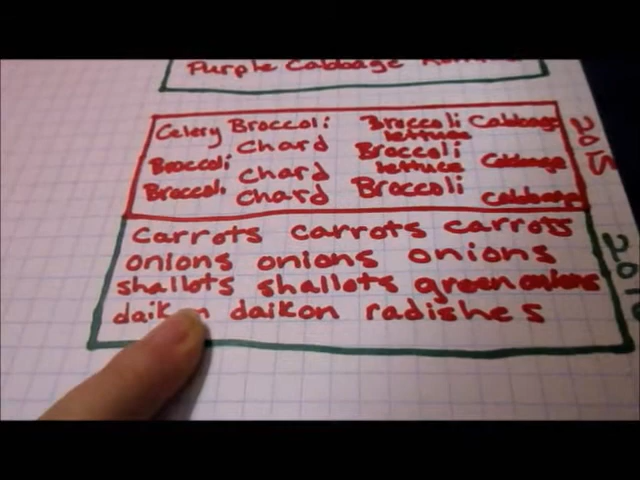 Purple Cabbage
Celery Broccoli Broccoli Cabbage
lettuce
Chard
Broccoli Broccoli
lettuce Cabbage
Chard
Broccoli Chard Broccoli Cabbage
2015
carrots carrots carrots
onions onions onions
shallots shallots green onions
daikon daikon radishes